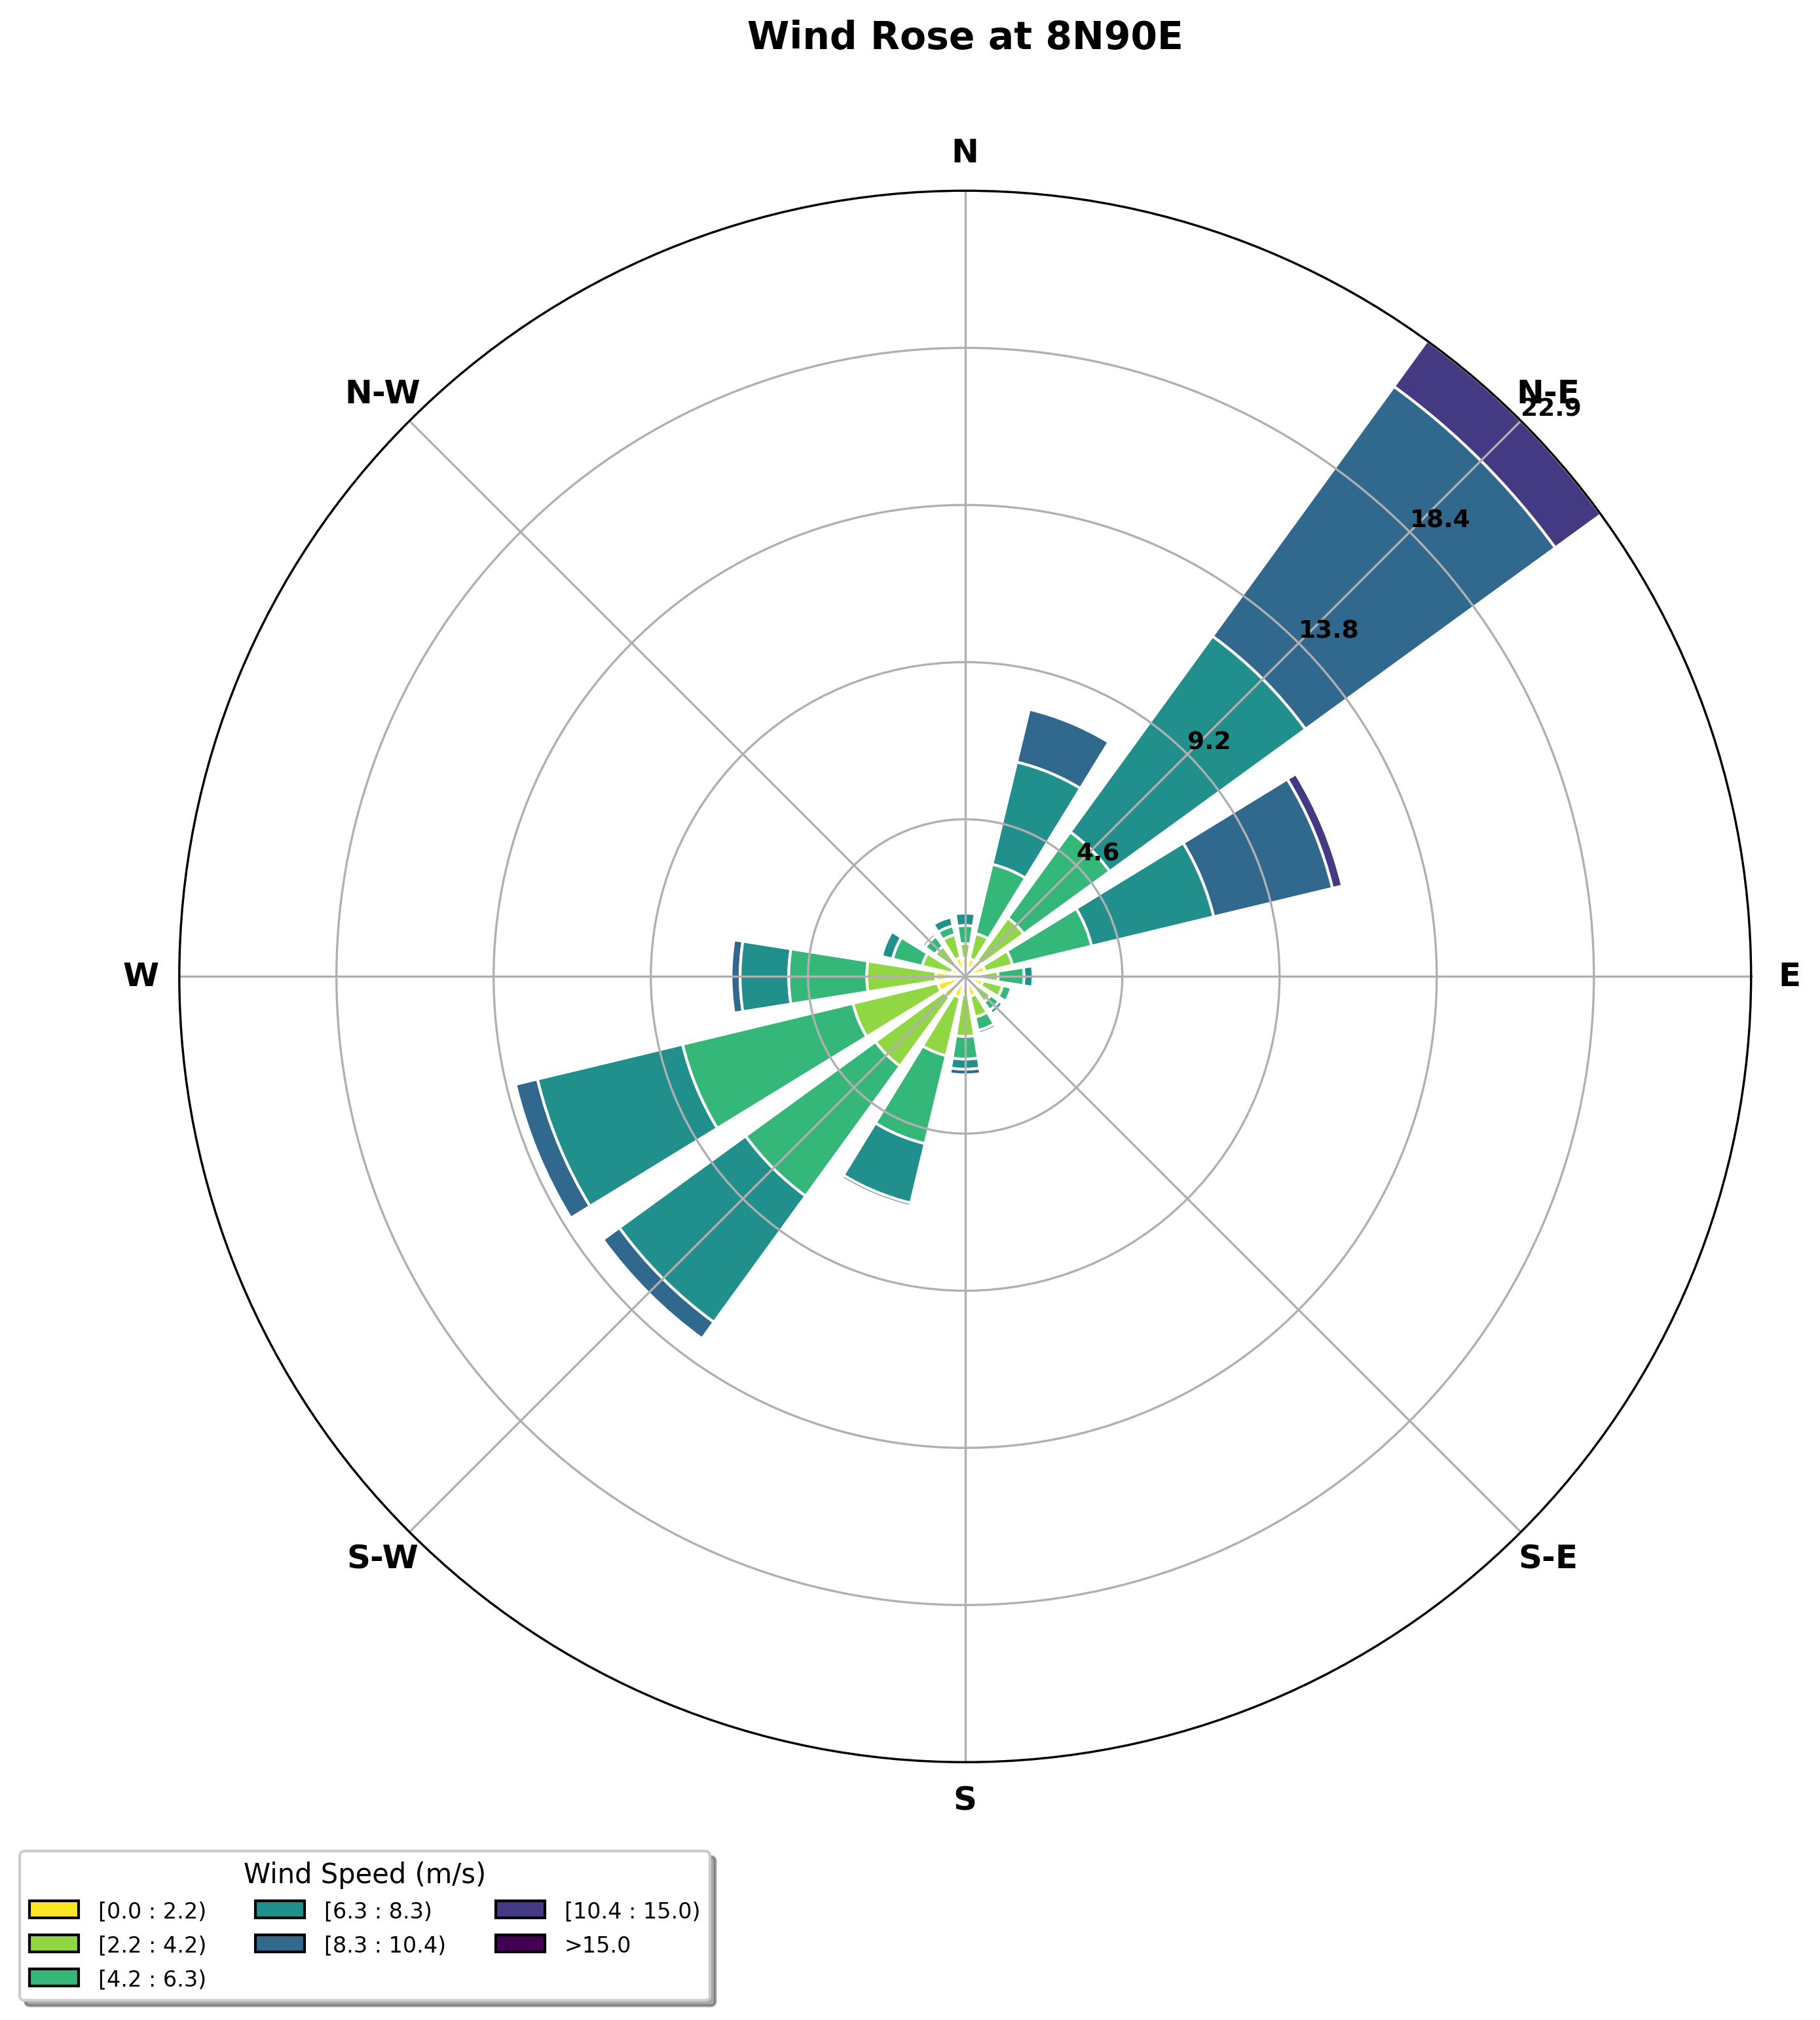 Wind Rose at 8N90E
N
N-W
N-E
22.9
18.4
13.8
9.2
4.6
W
E
S-W
S-E
S
Wind Speed (m/s)
[0.0 : 2.2)
[2.2 : 4.2)
[4.2 : 6.3)
[6.3 : 8.3)
[8.3 : 10.4)
[10.4 : 15.0)
>15.0